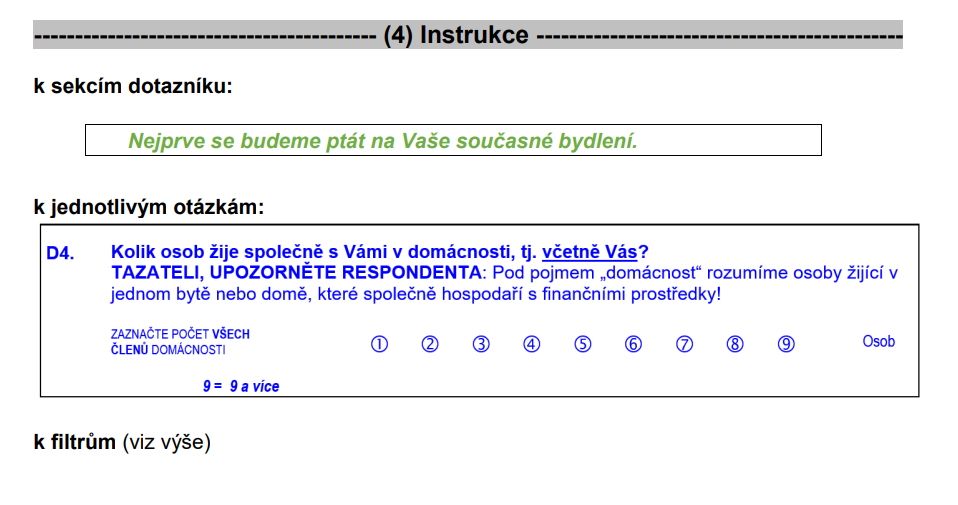 ------------------------------------------ (4) Instrukce ---------------------------------------------
k sekcím dotazníku:
Nejprve se budeme ptát na Vaše současné bydlení.
k jednotlivým otázkám:
D4. Kolik osob žije společně s Vámi v domácnosti, tj. včetně Vás?
TAZATELI, UPOZORNĚTE RESPONDENTA: Pod pojmem „domácnost" rozumíme osoby žijící v
jednom bytě nebo domě, které společně hospodaří s finančními prostředky!
ZAZNAČTE POČET VŠECH
ČLENŮ DOMÁCNOSTI
① ② ③ ④ ⑤ ⑥ ⑦ ⑧ ⑨ Osob
9 = 9 a více
k filtrům (viz výše)